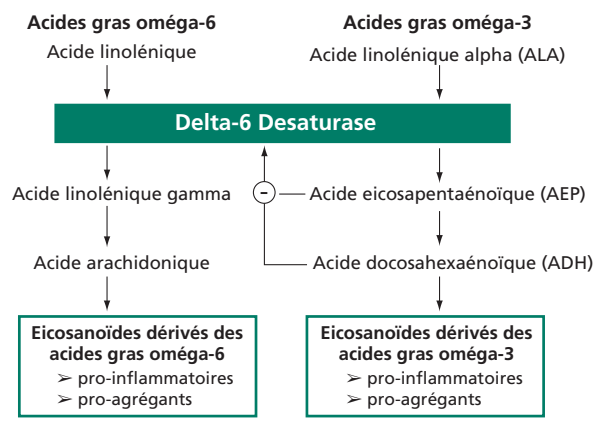 Acides gras oméga-6
Acide linolénique
Acides gras oméga-3
Acide linolénique alpha (ALA)
Delta-6 Desaturase
Acide linolénique gamma
-
Acide eicosapentaénoïque (AEP)
Acide arachidonique
Acide docosahexaénoïque (ADH)
Eicosanoïdes dérivés des
acides gras oméga-6
➢ pro-inflammatoires
➢ pro-agrégants
Eicosanoïdes dérivés des
acides gras oméga-3
➢ pro-inflammatoires
➢ pro-agrégants